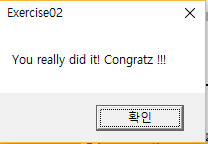 Exercise02
You really did it! Congratz !!!
확인